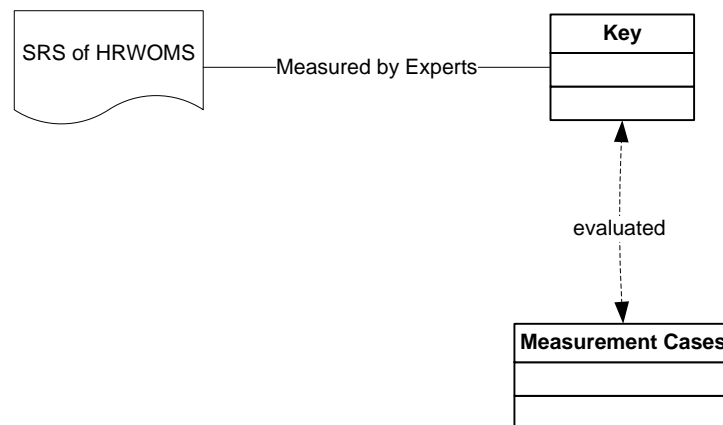 SRS of HRWOMS
Measured by Experts
Key
evaluated
Measurement Cases